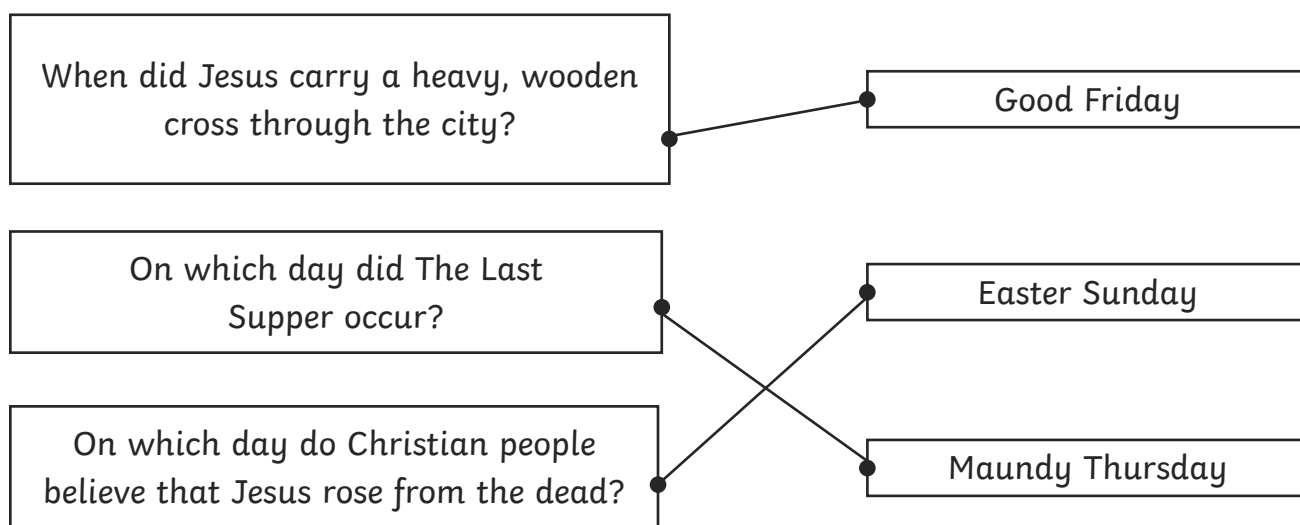 When did Jesus carry a heavy, wooden
cross through the city?
Good Friday
On which day did The Last
Supper occur?
Easter Sunday
On which day do Christian people
believe that Jesus rose from the dead?
Maundy Thursday